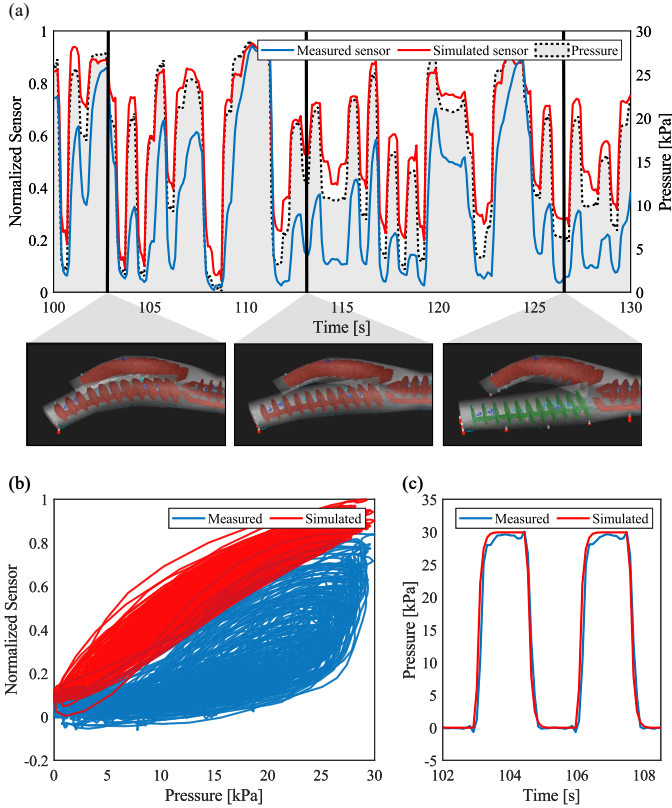 (a)
Measured sensor Simulated sensor Pressure
Normalized Sensor
1
0.8
0.6
0.4
0.2
0
30
25
20
15
10
5
0
Pressure [kPa]
100 105 110 115 120 125 130
Time [s]
(b)
Measured Simulated
Normalized Sensor
1
0.8
0.6
0.4
0.2
0
-0.2
0 5 10 15 20 25 30
Pressure [kPa]
(c)
Measured Simulated
Pressure [kPa]
35
30
25
20
15
10
5
0
-5
102 104 106 108
Time [s]